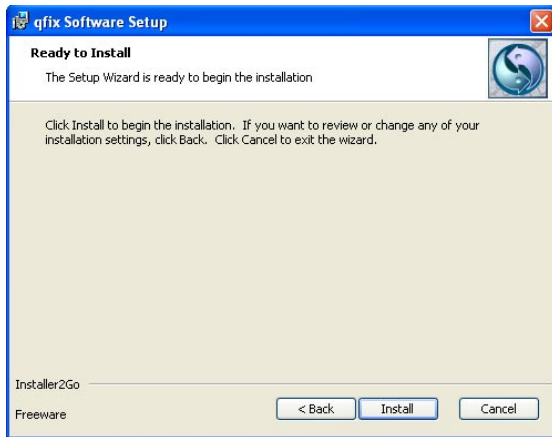 qfix Software Setup
Ready to Install
The Setup Wizard is ready to begin the installation
Click Install to begin the installation. If you want to review or change any of your
installation settings, click Back. Click Cancel to exit the wizard.
Installer2Go
Freeware
< Back Install Cancel